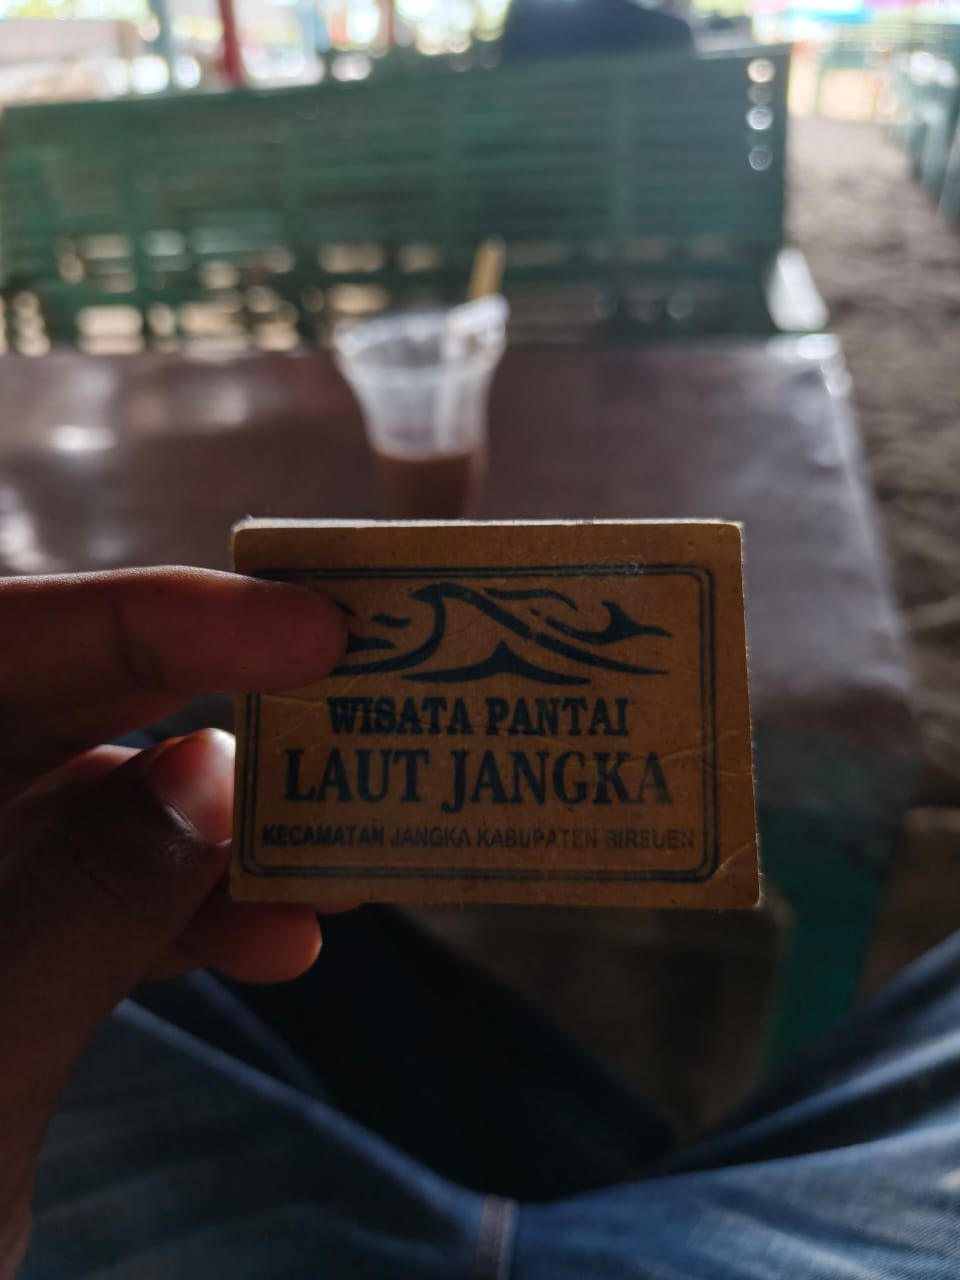 WISATA PANTAI
LAUT JANGKA
KECAMATAN JANGKA KABUPATEN BIREUEN